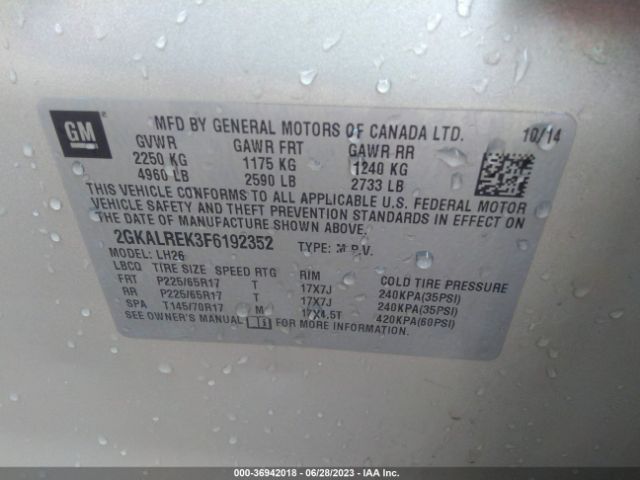 GM
MFD BY GENERAL MOTORS OF CANADA LTD. 10/14
GVWR GAWR FRT GAWR RR
2250 KG 1175 KG 1240 KG
4960 LB 2590 LB 2733 LB
THIS VEHICLE CONFORMS TO ALL APPLICABLE U.S. FEDERAL MOTOR
VEHICLE SAFETY AND THEFT PREVENTION STANDARDS IN EFFECT ON
THE DATE OF MANUFACTURE SHOWN ABOVE.
2GKALREK3F6192352 TYPE: M.P.V.
MODEL: LH26
LBCQ TIRE SIZE SPEED RTG RIM COLD TIRE PRESSURE
FRT P225/65R17 T 17X7J 240KPA(35PSI)
RR P225/65R17 T 17X7J 240KPA(35PSI)
SPA T145/70R17 M 17X4.5T 420KPA(60PSI)
SEE OWNER'S MANUAL FOR MORE INFORMATION.
000-36942018 - 06/28/2023 - IAA Inc.